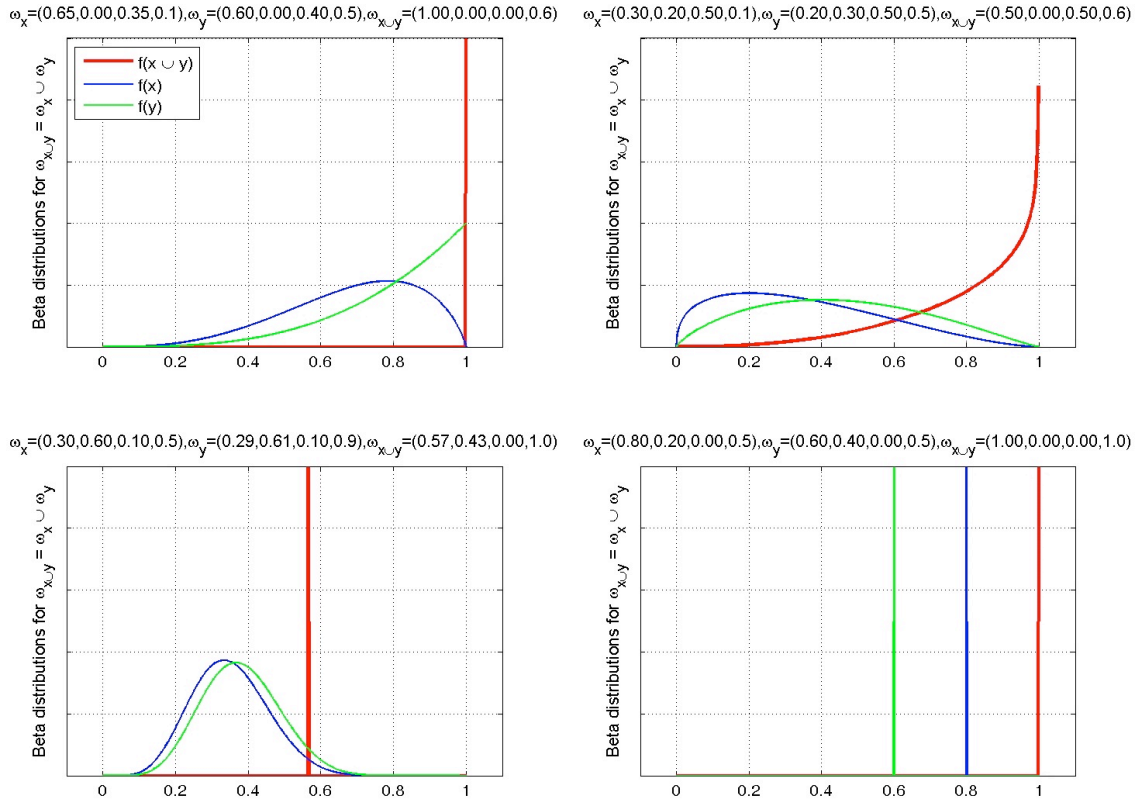 ωx=(0.65,0.00,0.35,0.1),ωy=(0.60,0.00,0.40,0.5),ωx∪y=(1.00,0.00,0.00,0.6)
Beta distributions for ωx∪y = ωx ∪ ωy
f(x ∪ y)
f(x)
f(y)
0 0.2 0.4 0.6 0.8 1
ωx=(0.30,0.20,0.50,0.1),ωy=(0.20,0.30,0.50,0.5),ωx∪y=(0.50,0.00,0.50,0.6)
Beta distributions for ωx∪y = ωx ∪ ωy
0 0.2 0.4 0.6 0.8 1
ωx=(0.30,0.60,0.10,0.5),ωy=(0.29,0.61,0.10,0.9),ωx∪y=(0.57,0.43,0.00,1.0)
Beta distributions for ωx∪y = ωx ∪ ωy
0 0.2 0.4 0.6 0.8 1
ωx=(0.80,0.20,0.00,0.5),ωy=(0.60,0.40,0.00,0.5),ωx∪y=(1.00,0.00,0.00,1.0)
Beta distributions for ωx∪y = ωx ∪ ωy
0 0.2 0.4 0.6 0.8 1